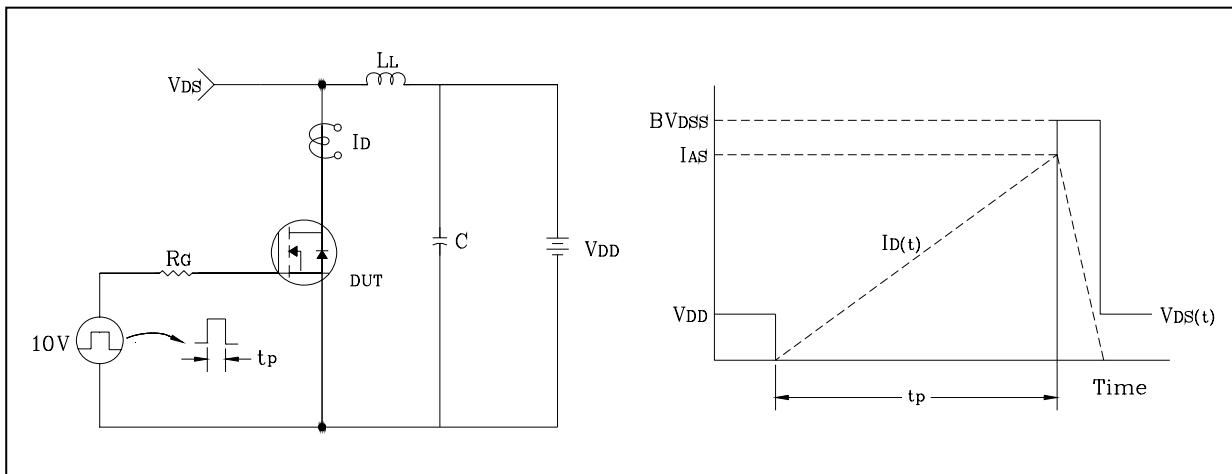 LL
VDS
ID
RG
C
VDD
DUT
10V
tp
BVDSS
IAS
ID(t)
VDD
VDS(t)
Time
tp